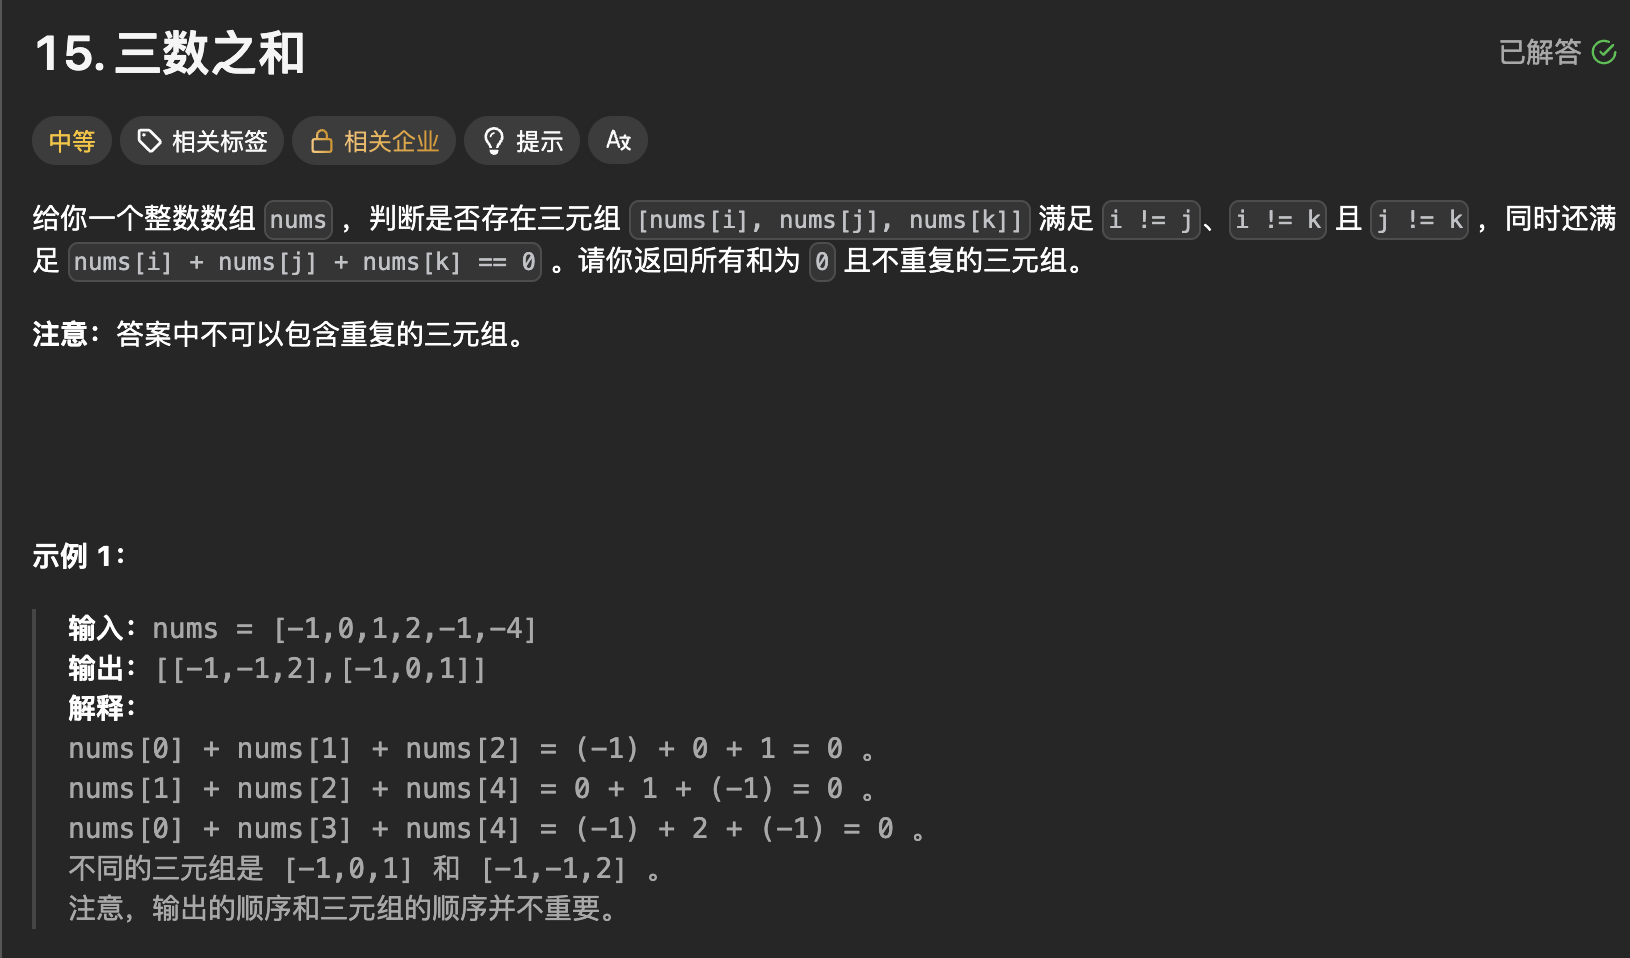 15. 三数之和
已解答
中等 相关标签 相关企业 提示 A文
给你一个整数数组 nums ，判断是否存在三元组 [nums[i], nums[j], nums[k]] 满足 i != j、i != k 且 j != k ，同时还满
足 nums[i] + nums[j] + nums[k] == 0 。请你返回所有和为 0 且不重复的三元组。
注意：答案中不可以包含重复的三元组。
示例 1：
输入：nums = [-1,0,1,2,-1,-4]
输出：[[-1,-1,2],[-1,0,1]]
解释：
nums[0] + nums[1] + nums[2] = (-1) + 0 + 1 = 0 。
nums[1] + nums[2] + nums[4] = 0 + 1 + (-1) = 0 。
nums[0] + nums[3] + nums[4] = (-1) + 2 + (-1) = 0 。
不同的三元组是 [-1,0,1] 和 [-1,-1,2] 。
注意，输出的顺序和三元组的顺序并不重要。